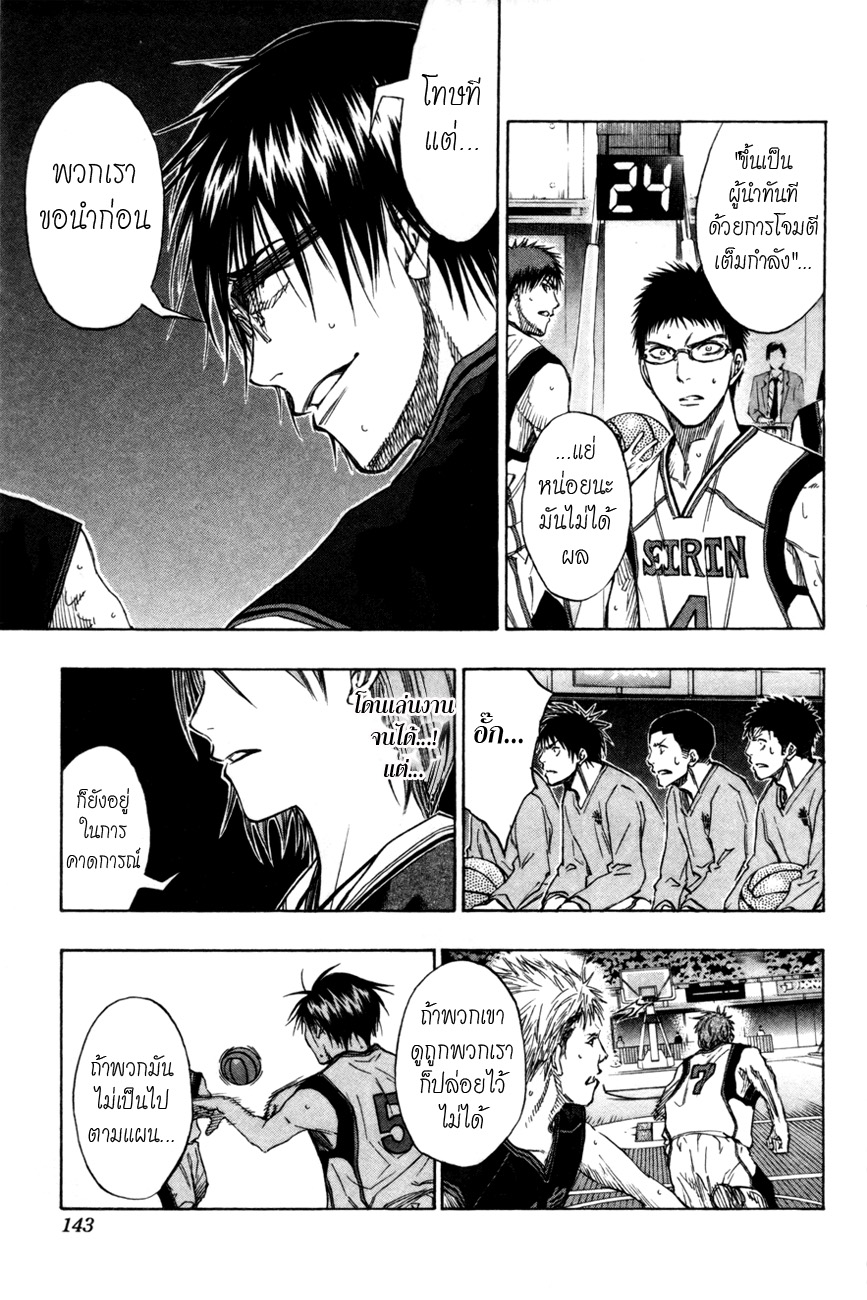 "ขึ้นเป็น
ผู้นำทันที
ด้วยการโจมตี
เต็มกำลัง"...
24
...แย่
หน่อยนะ
มันไม่ได้
ผล
SEIRIN
4
โทษที
แต่...
พวกเรา
ขอนำก่อน
อั๊ก...
โดนเล่นงาน
จนได้...!
แต่...
ก็ยังอยู่
ในการ
คาดการณ์
ถ้าพวกเขา
ดูถูกพวกเรา
ก็ปล่อยไว้
ไม่ได้
7
ถ้าพวกมัน
ไม่เป็นไป
ตามแผน...
5
143